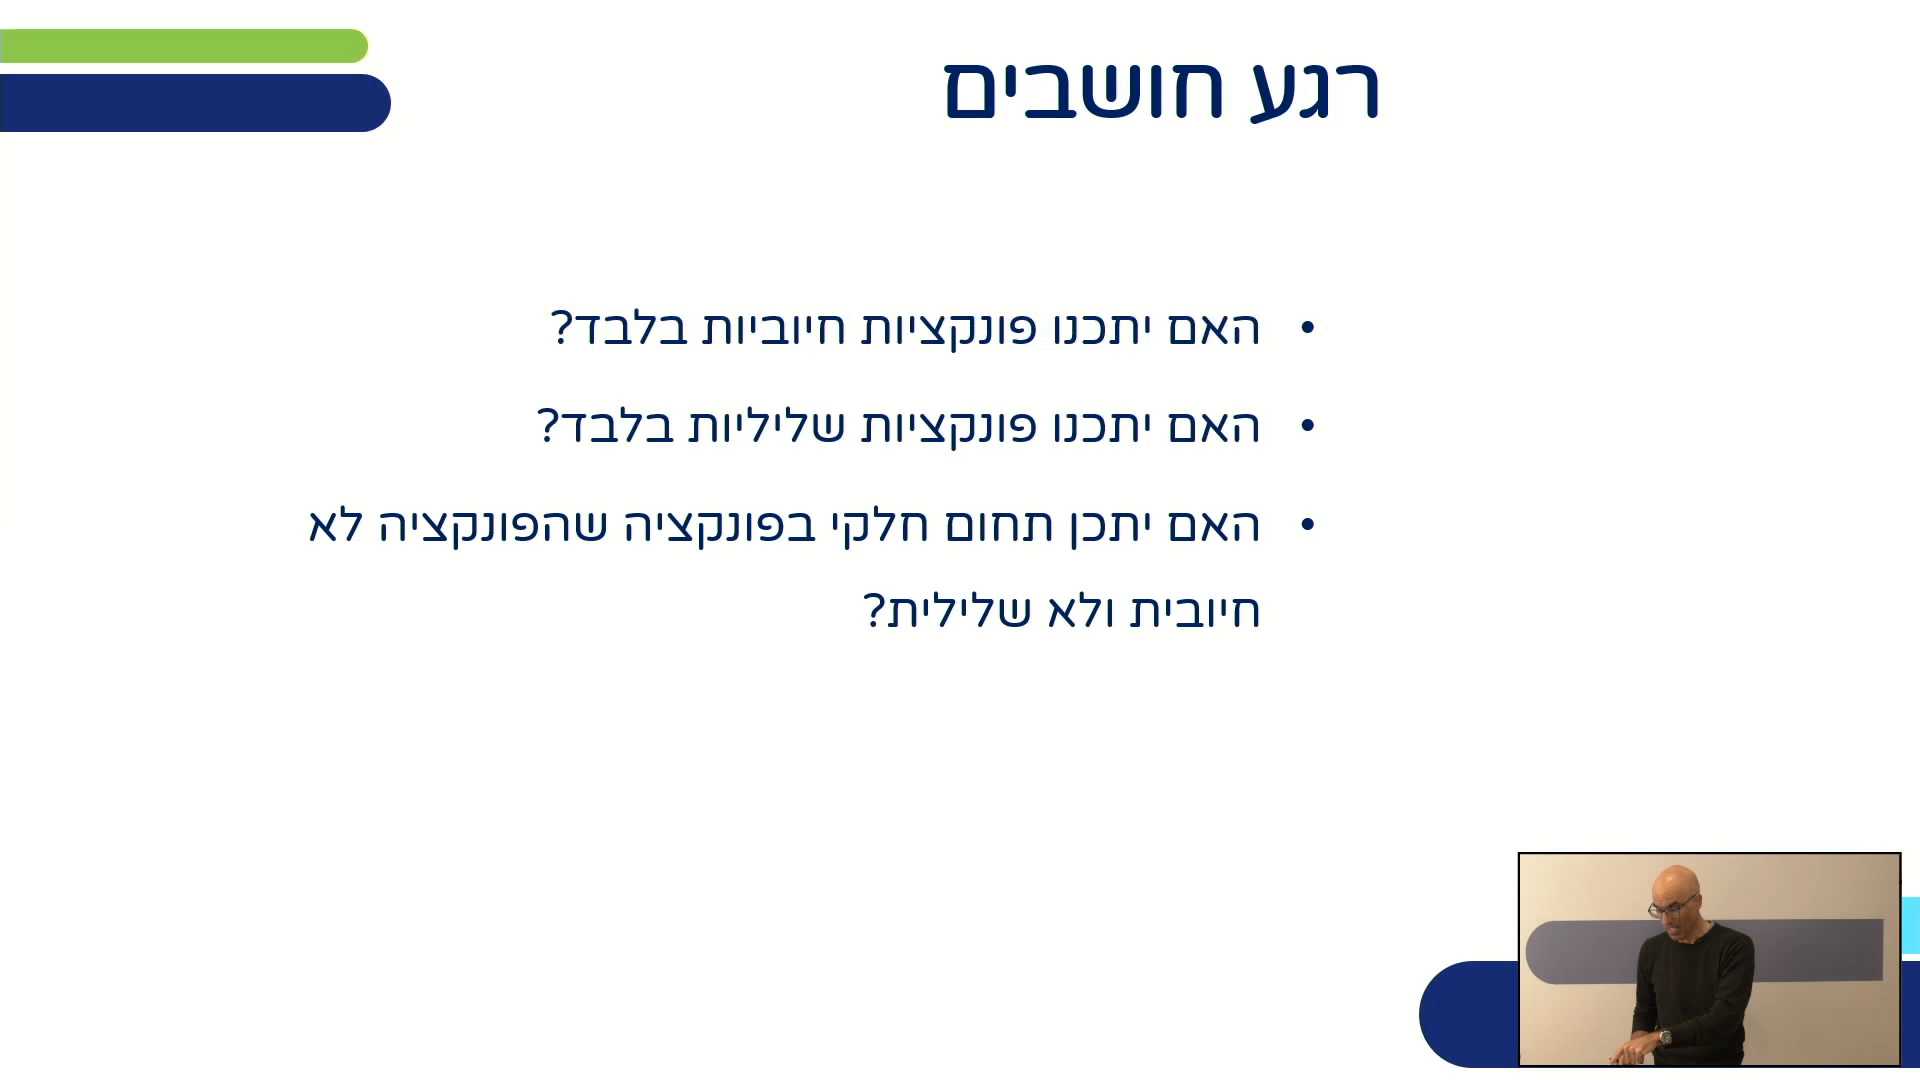 רגע חושבים
• האם יתכנו פונקציות חיוביות בלבד?
• האם יתכנו פונקציות שליליות בלבד?
• האם יתכן תחום חלקי בפונקציה שהפונקציה לא
חיובית ולא שלילית?